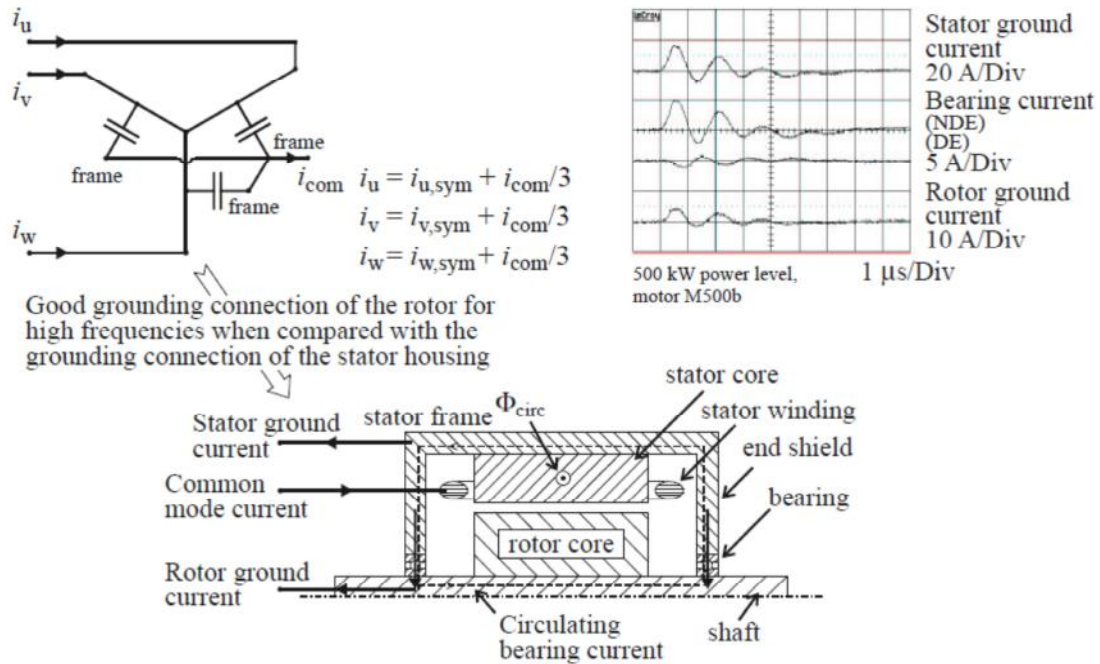 i_u
i_v
frame
frame
frame
i_com
i_w
i_u = i_u,sym + i_com/3
i_v = i_v,sym + i_com/3
i_w = i_w,sym + i_com/3
LeCroy
Stator ground
current
20 A/Div
Bearing current
(NDE)
(DE)
5 A/Div
Rotor ground
current
10 A/Div
1 μs/Div
500 kW power level,
motor M500b
Good grounding connection of the rotor for
high frequencies when compared with the
grounding connection of the stator housing
Stator ground
current
Common
mode current
Rotor ground
current
stator frame
Φ_circ
stator core
stator winding
end shield
bearing
rotor core
Circulating
bearing current
shaft